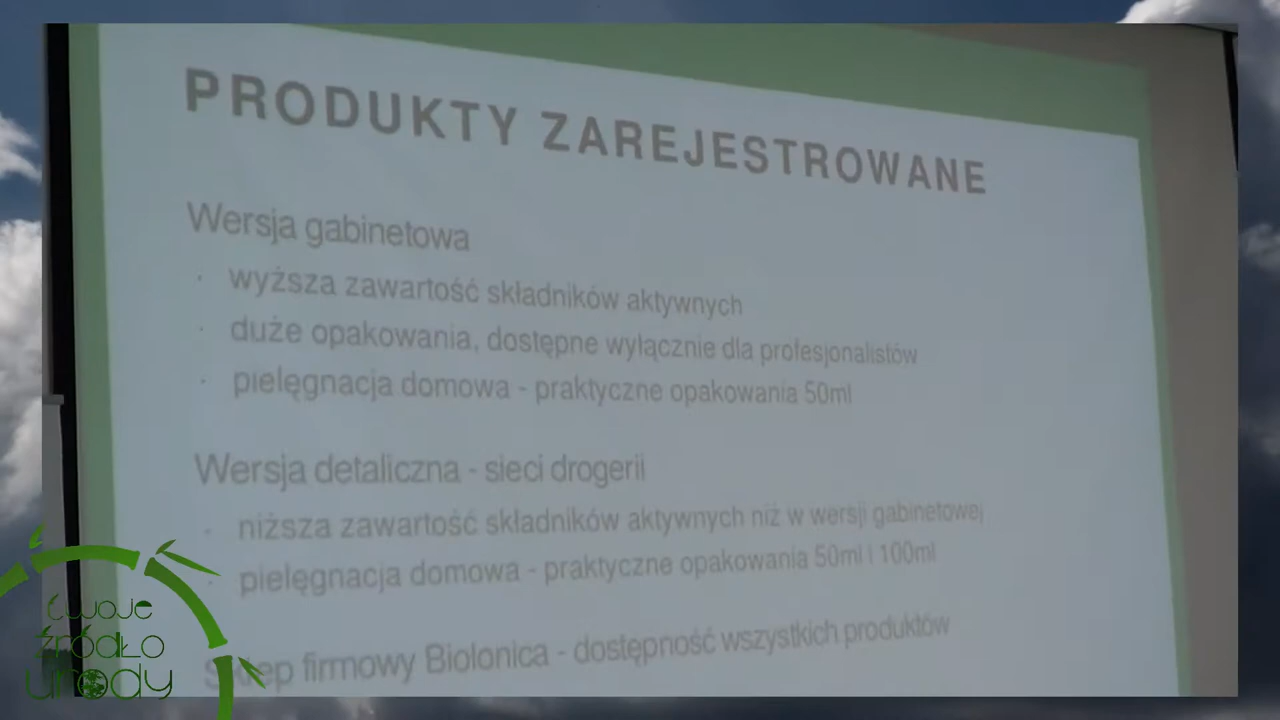 PRODUKTY ZAREJESTROWANE
Wersja gabinetowa
· wyższa zawartość składników aktywnych
· duże opakowania, dostępne wyłącznie dla profesjonalistów
· pielęgnacja domowa - praktyczne opakowania 50ml
Wersja detaliczna - sieci drogerii
· niższa zawartość składników aktywnych niż w wersji gabinetowej
· pielęgnacja domowa - praktyczne opakowania 50ml i 100ml
Sklep firmowy Biolonica - dostępność wszystkich produktów
twoje
źródło
urody